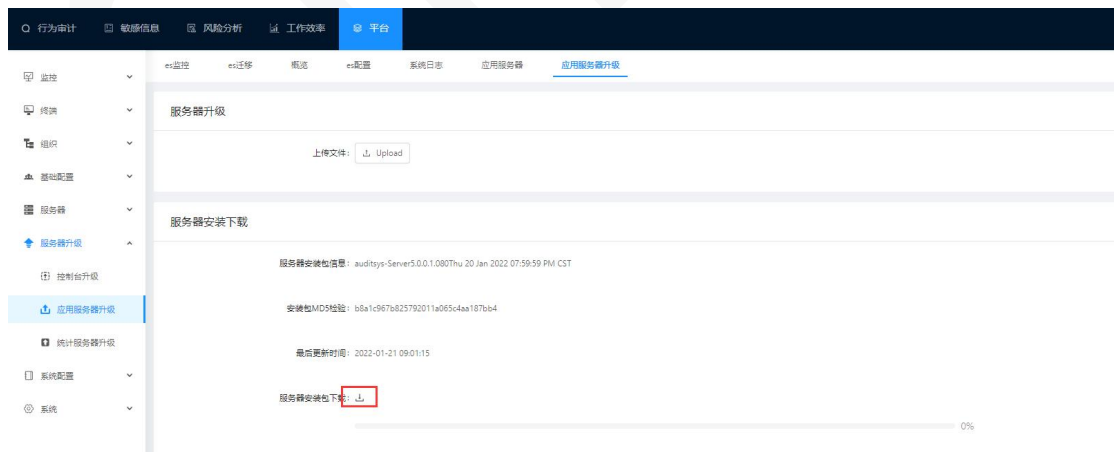 行为审计 敏感信息 风险分析 工作效率 平台
es监控 es迁移 概览 es配置 系统日志 应用服务器 应用服务器升级
监控
终端
组织
基础配置
服务器
服务器升级
控制台升级
应用服务器升级
统计服务器升级
系统配置
系统
服务器升级
上传文件： Upload
服务器安装下载
服务器安装包信息： auditsys-Server5.0.0.1.080Thu 20 Jan 2022 07:59:59 PM CST
安装包MD5检验： b8a1c967b825792011a065c4aa187bb4
最后更新时间： 2022-01-21 09:01:15
服务器安装包下载：
0%